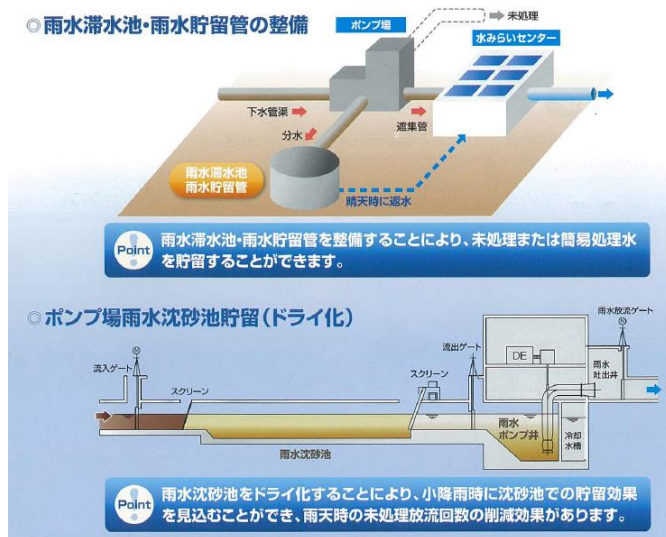 ◎雨水滞水池・雨水貯留管の整備
ポンプ場
未処理
水みらいセンター
下水管渠
遮集管
分水
雨水滞水池
雨水貯留管
晴天時に返水
Point
雨水滞水池・雨水貯留管を整備することにより、未処理または簡易処理水
を貯留することができます。
◎ポンプ場雨水沈砂池貯留(ドライ化)
雨水放流ゲート
M
流入ゲート
M
流出ゲート
DE
スクリーン
スクリーン
雨水
吐出井
雨水
ポンプ井
冷却
水槽
雨水沈砂池
Point
雨水沈砂池をドライ化することにより、小降雨時に沈砂池での貯留効果
を見込むことができ、雨天時の未処理放流回数の削減効果があります。